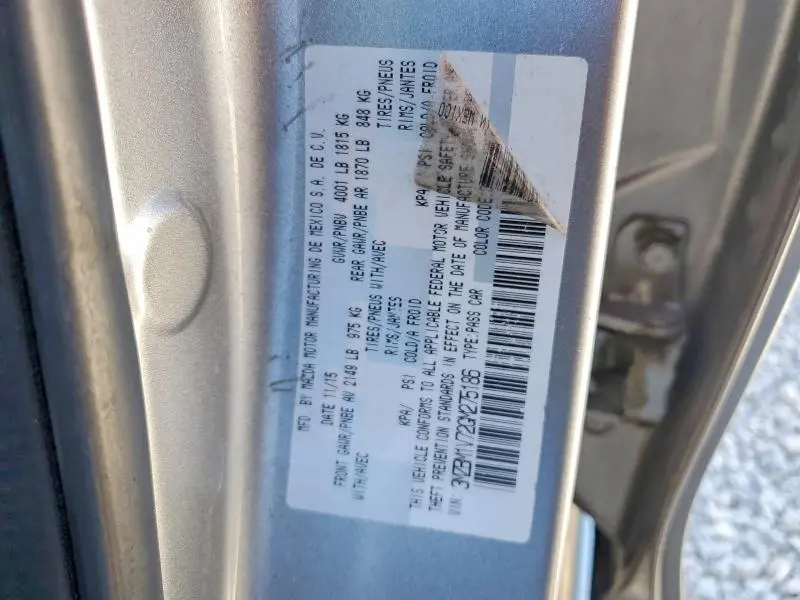 MFD BY MAZDA MOTOR MANUFACTURING DE MEXICO S.A. DE C.V.
DATE 11/15 GVWR/PNBV 4001 LB 1815 KG
FRONT GAWR/PNBE AV 2149 LB 975 KG REAR GAWR/PNBE AR 1870 LB 848 KG
WITH/AVEC TIRES/PNEUS WITH/AVEC TIRES/PNEUS
RIMS/JANTES RIMS/JANTES
KPA/ PSI COLD/A FROID KPA/ PSI COLD/A FROID
THIS VEHICLE CONFORMS TO ALL APPLICABLE FEDERAL MOTOR VEHICLE
THEFT PREVENTION STANDARDS IN EFFECT ON THE DATE OF MANUFACTURE
VIN: 3MZBM1V72GM275186 TYPE:PASS CAR COLOR CODE